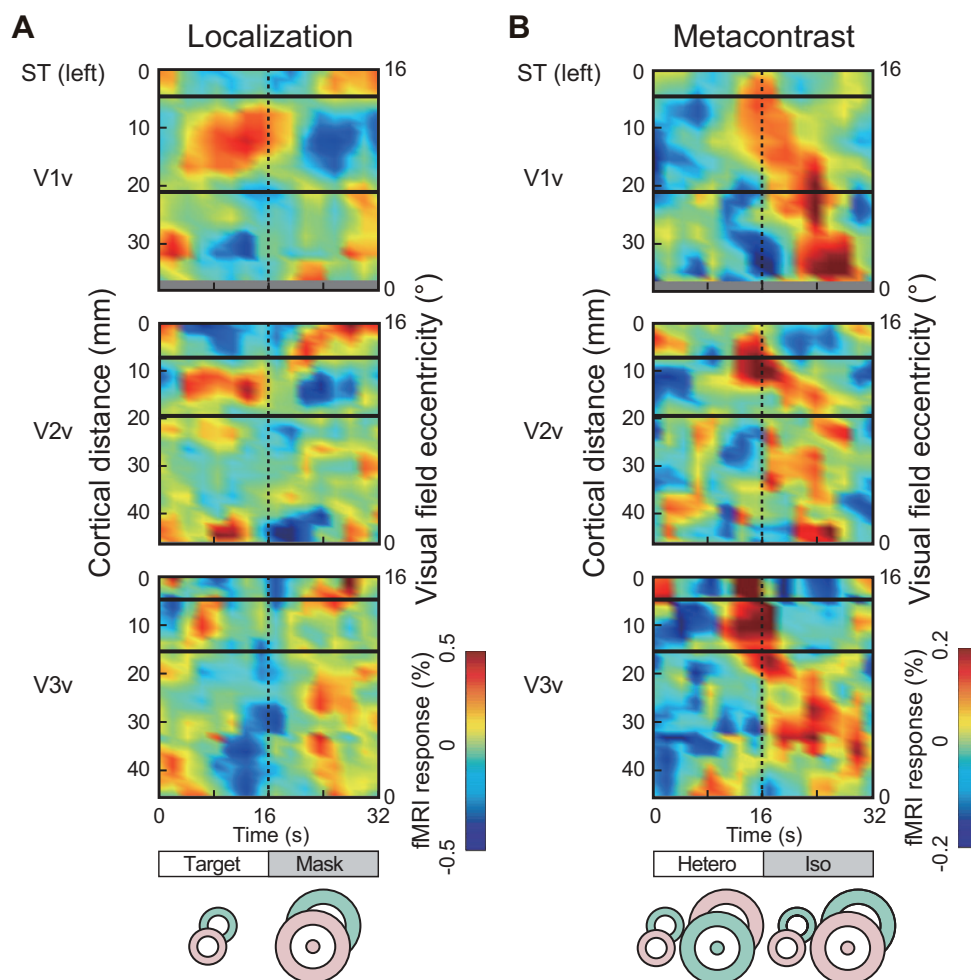 A
Localization
ST (left)
0
10
20
30
16
0
V1v
0
10
20
30
40
16
0
V2v
0
10
20
30
40
16
0
V3v
Cortical distance (mm)
Visual field eccentricity (°)
0
16
32
Time (s)
Target
Mask
fMRI response (%)
0.5
0
-0.5
B
Metacontrast
ST (left)
0
10
20
30
16
0
V1v
0
10
20
30
40
16
0
V2v
0
10
20
30
40
16
0
V3v
Cortical distance (mm)
Visual field eccentricity (°)
0
16
32
Time (s)
Hetero
Iso
fMRI response (%)
0.2
0
-0.2